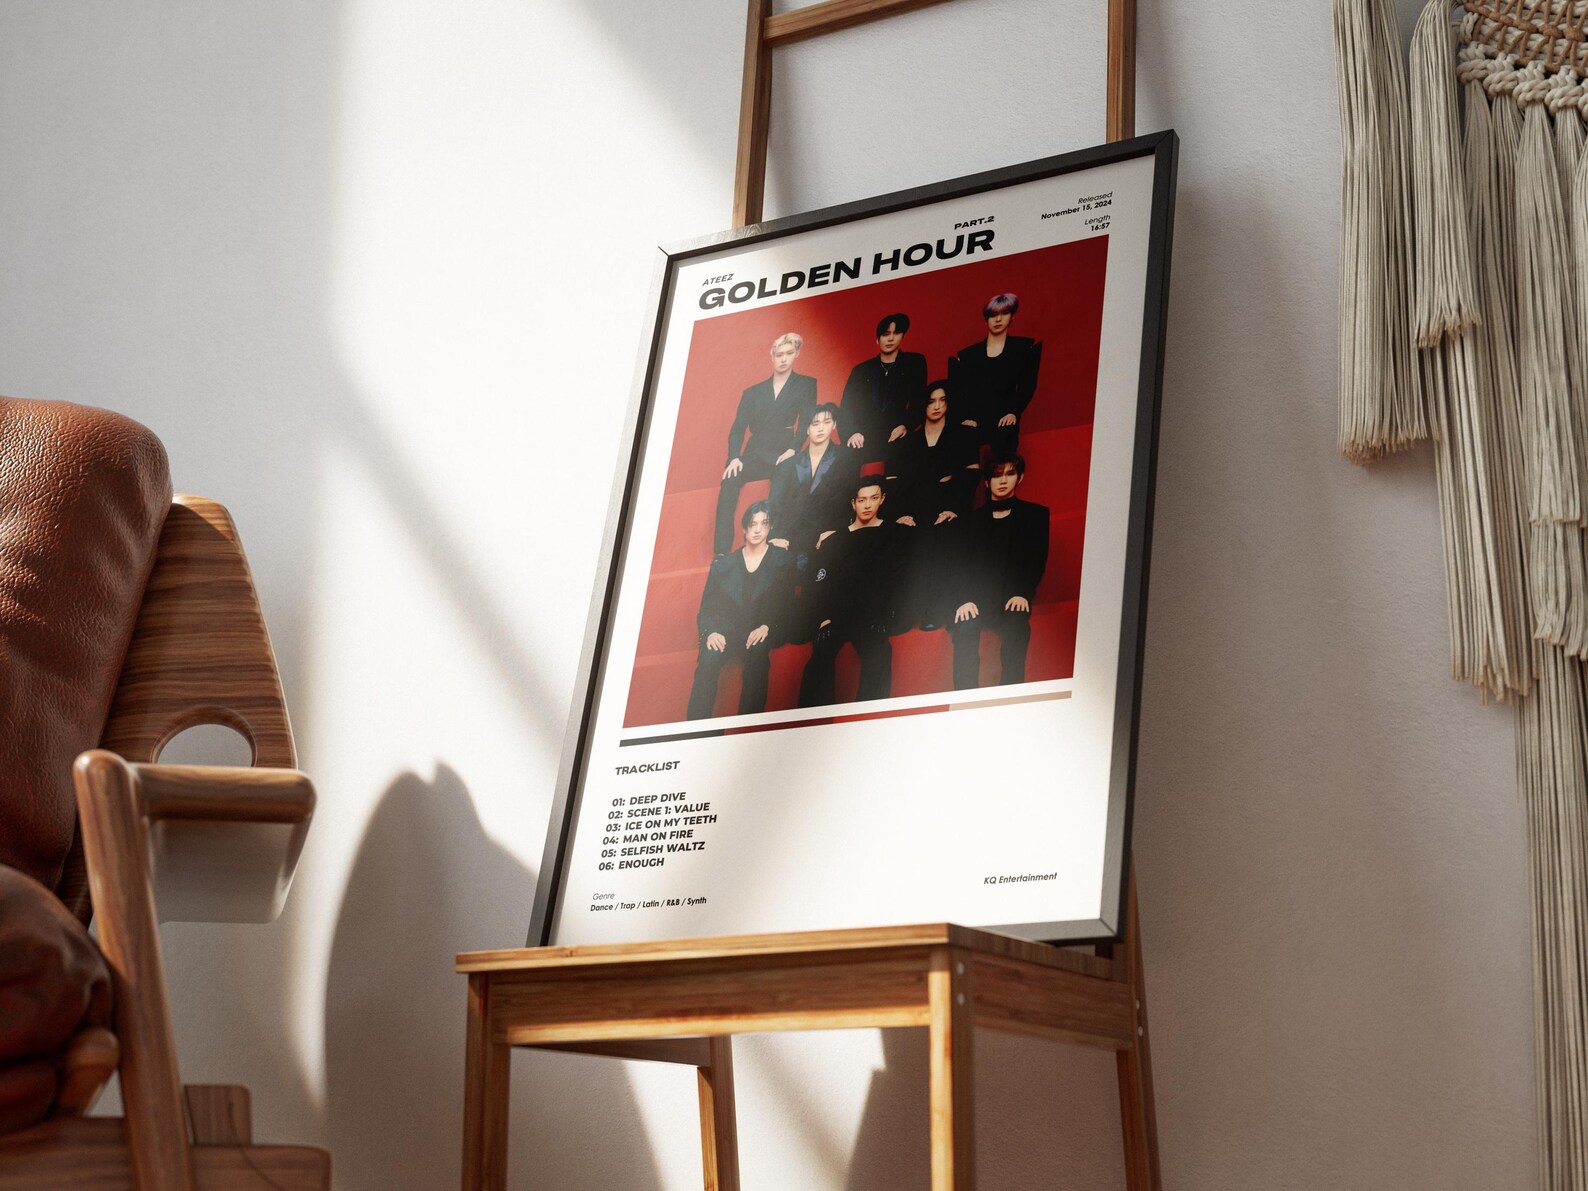 ATEEZ
PART.2
GOLDEN HOUR
Released
November 15, 2024
Length
16:57
TRACKLIST
01: DEEP DIVE
02: SCENE 1: VALUE
03: ICE ON MY TEETH
04: MAN ON FIRE
05: SELFISH WALTZ
06: ENOUGH
Genre
Dance / Trap / Latin / R&B / Synth
KQ Entertainment